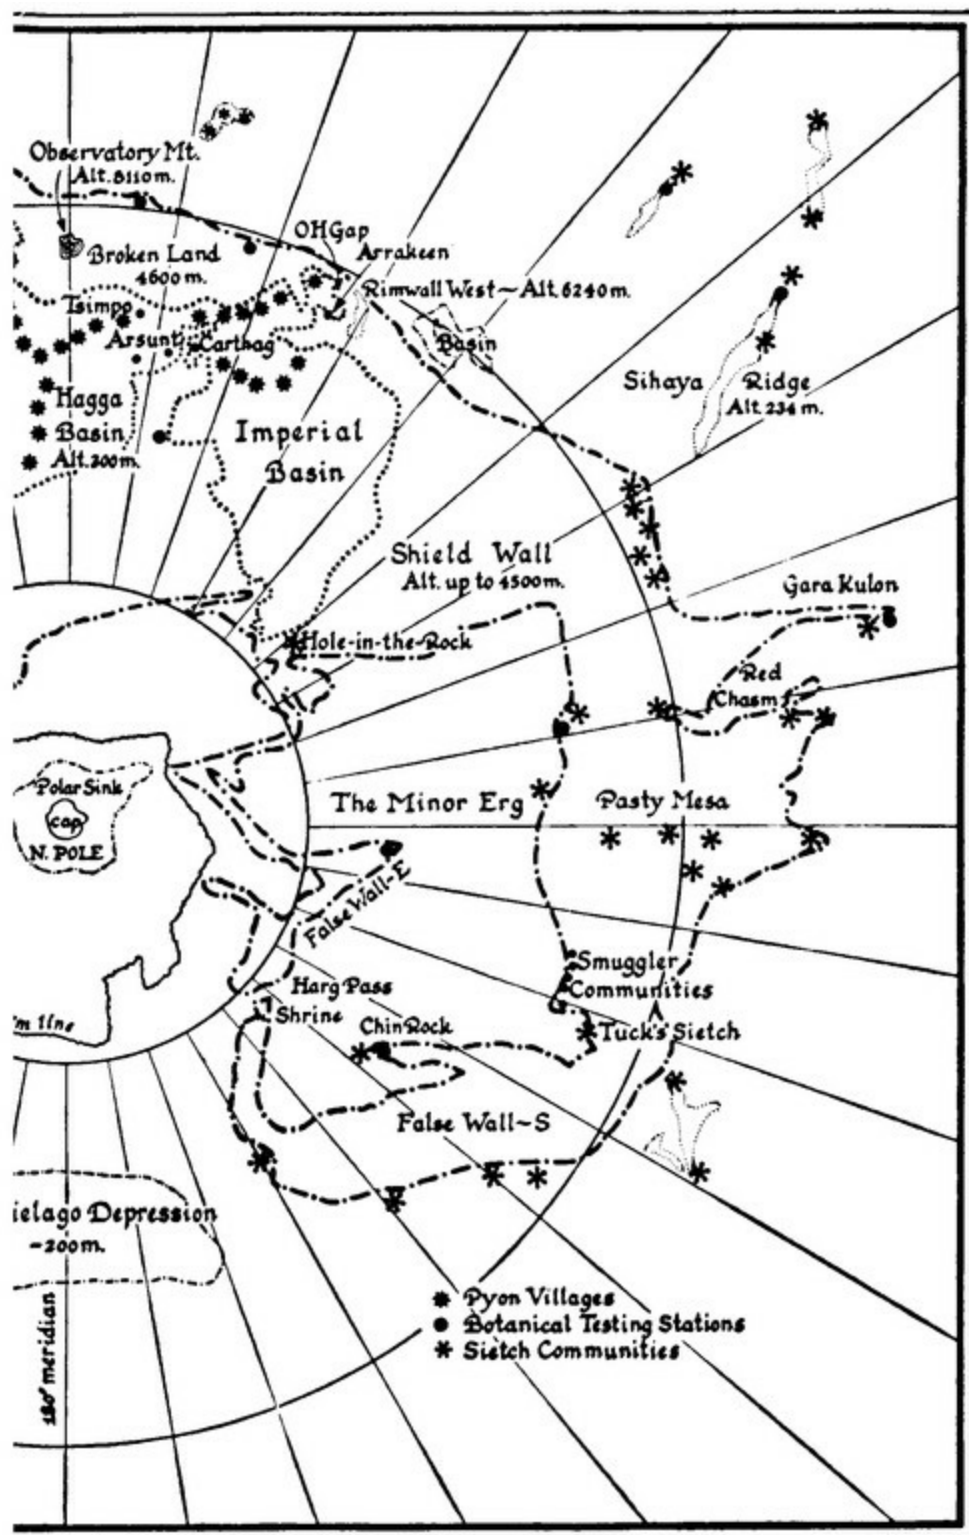 Observatory Mt.
Alt. 8110 m.
Broken Land
4600 m.
OH Gap
Arrakeen
Rimwall West ~ Alt. 6240 m.
Basin
Tsimpo
Arsunt
Carthag
Hagga
Basin
Alt. 200 m.
Imperial
Basin
Sihaya Ridge
Alt. 234 m.
Shield Wall
Alt. up to 4500 m.
Gara Kulon
Hole-in-the-Rock
Red
Chasm
Polar Sink
Cap
N. POLE
The Minor Erg
Pasty Mesa
False Wall-E
Smuggler
Communities
Harg Pass
Shrine
Chin Rock
Tuck's Sietch
'm line
False Wall~S
ielago Depression
-200 m.
180° meridian
Pyon Villages
Botanical Testing Stations
Sietch Communities